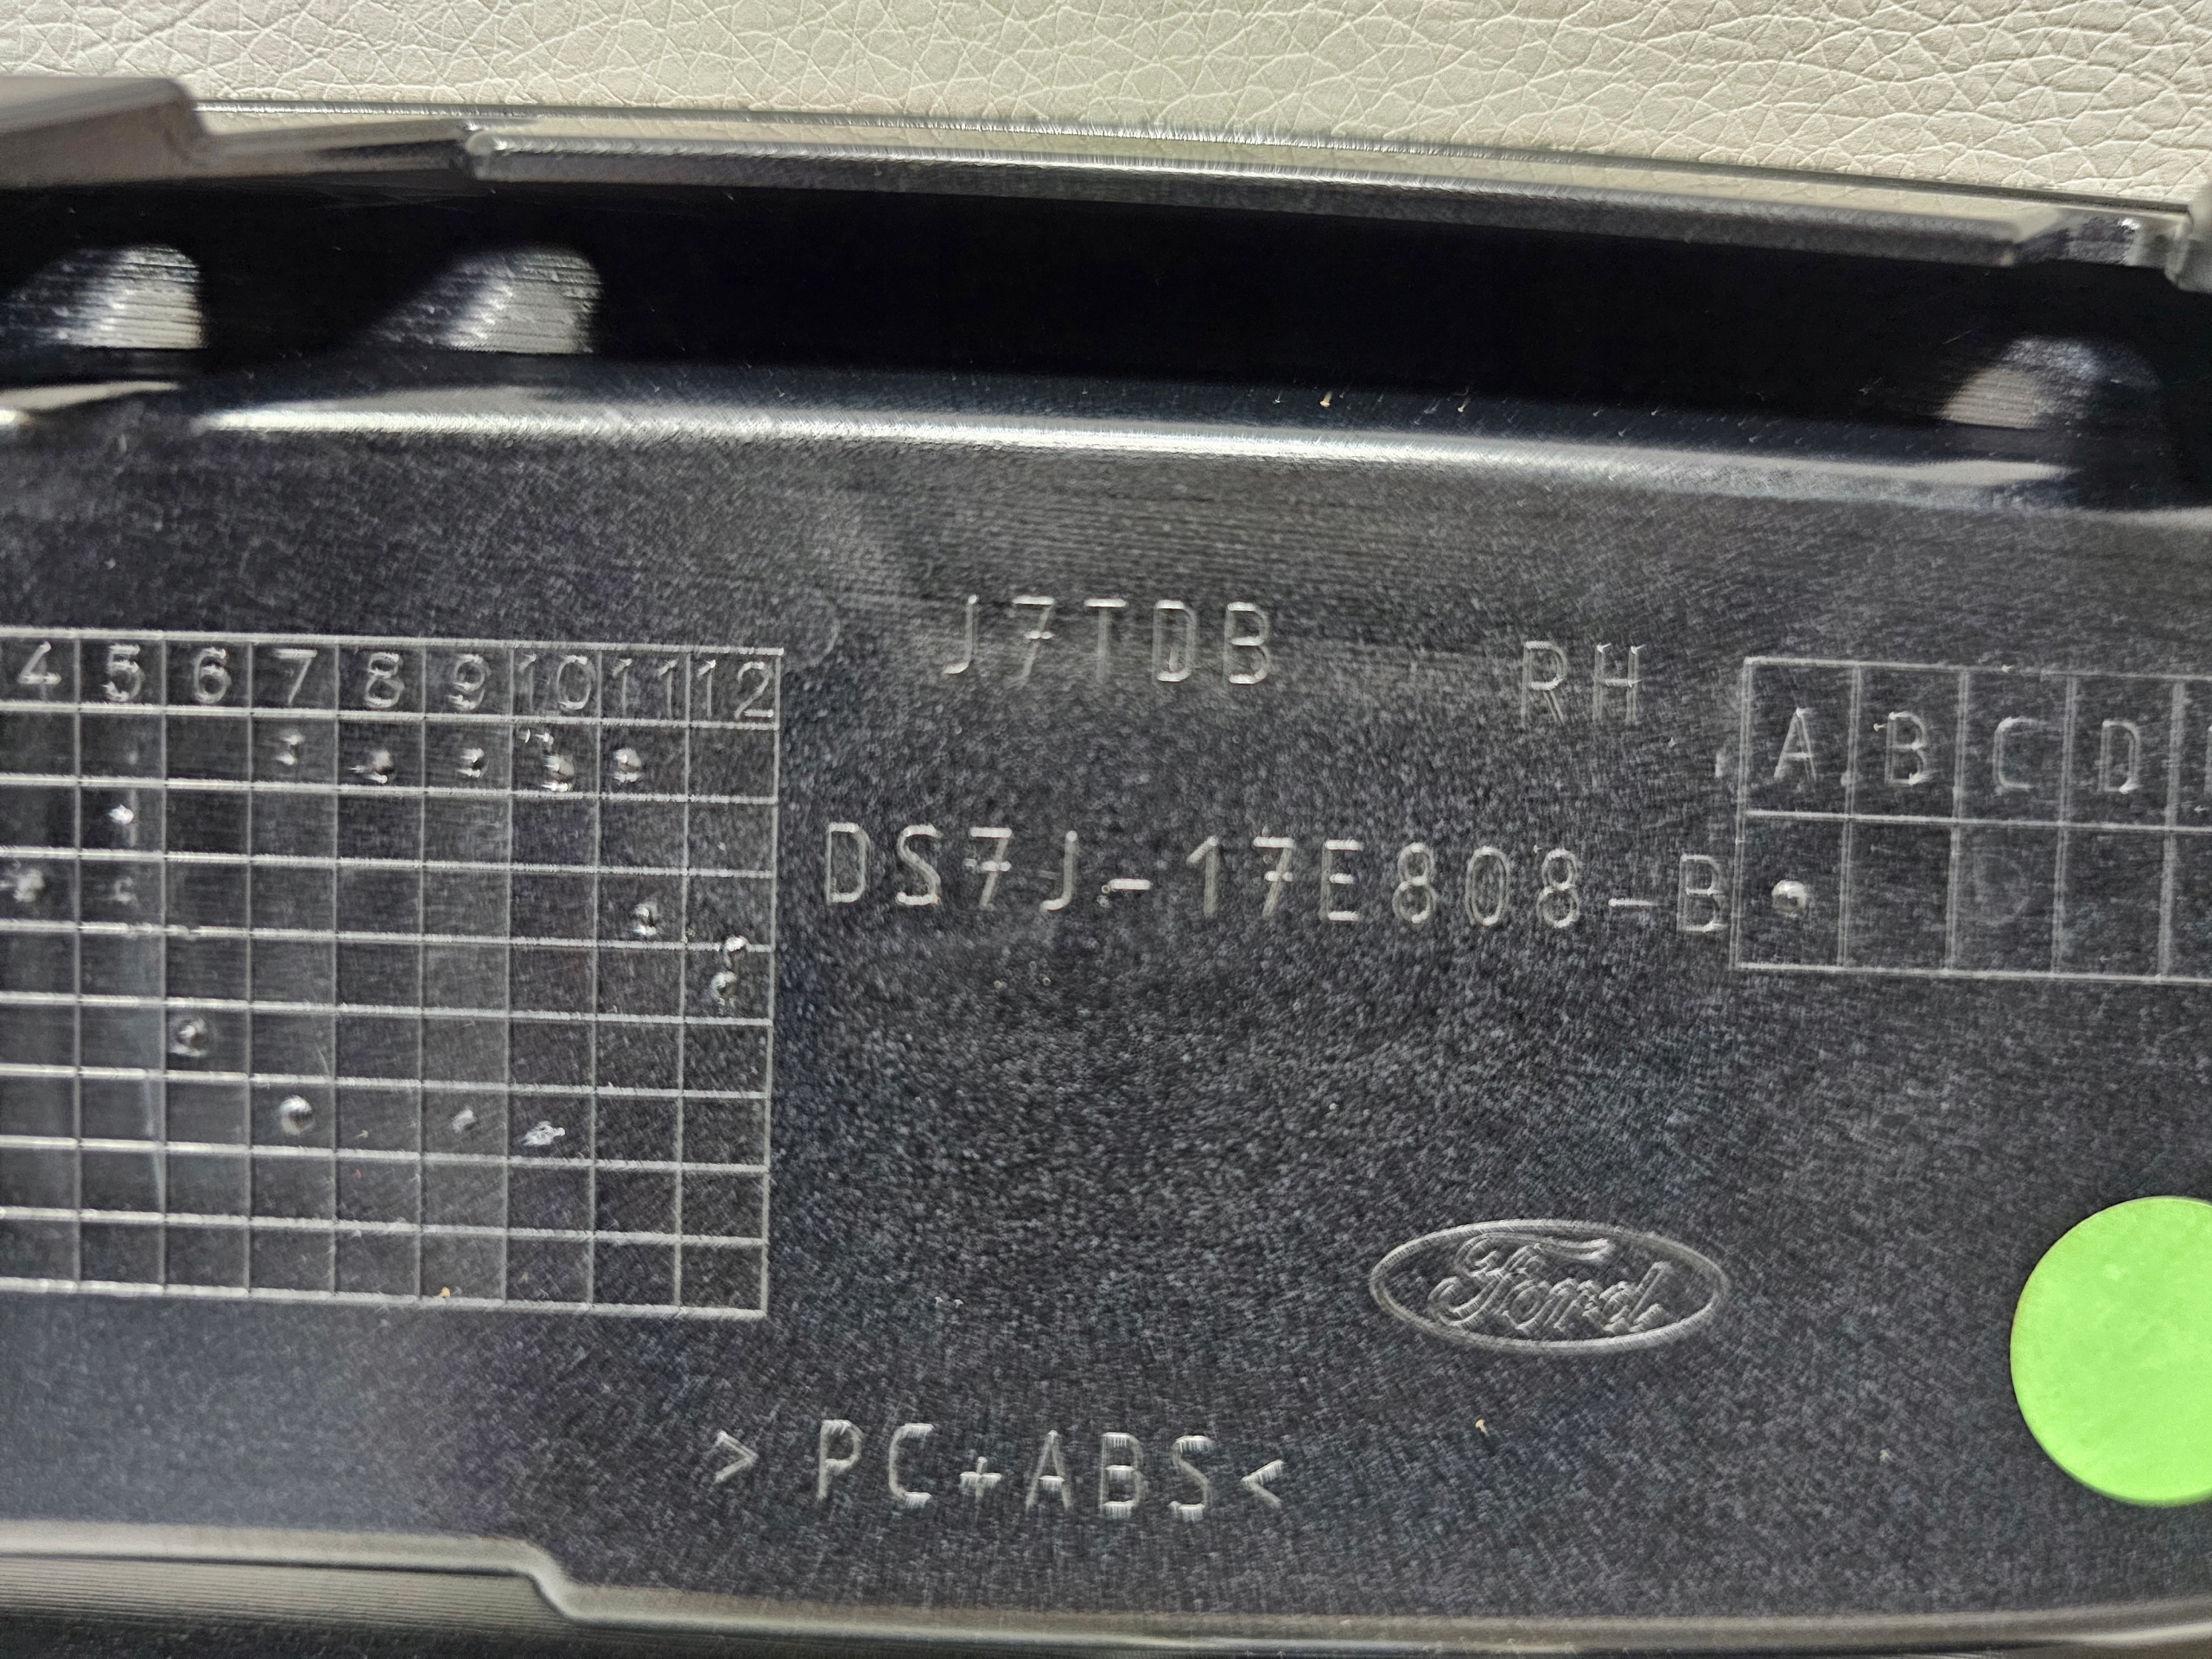 J7TDB
RH
4 5 6 7 8 9 10 11 12
A B C D
DS7J-17E808-B
Ford
>PC+ABS<